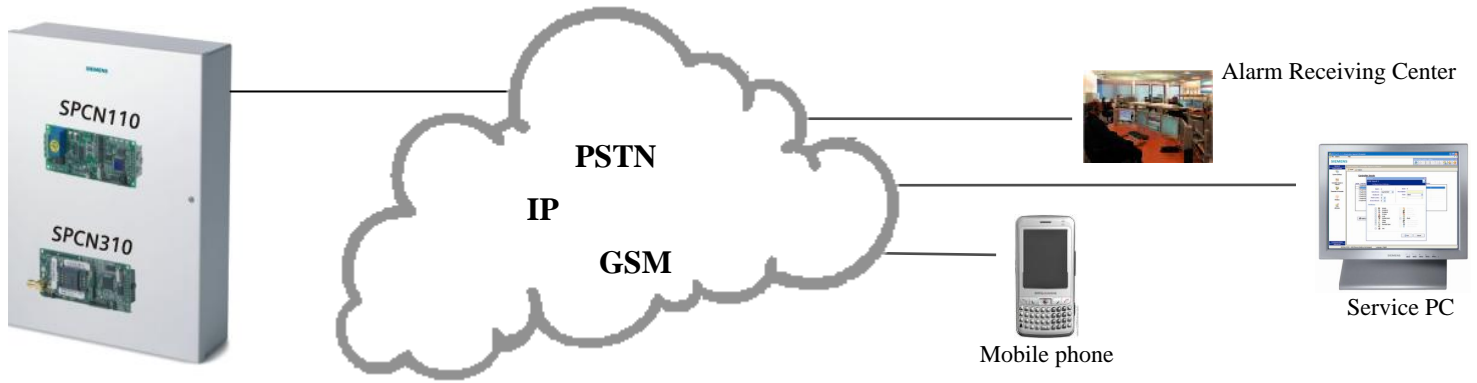 SIEMENS
SPCN110
SPCN310
PSTN
IP
GSM
Alarm Receiving Center
Mobile phone
Service PC